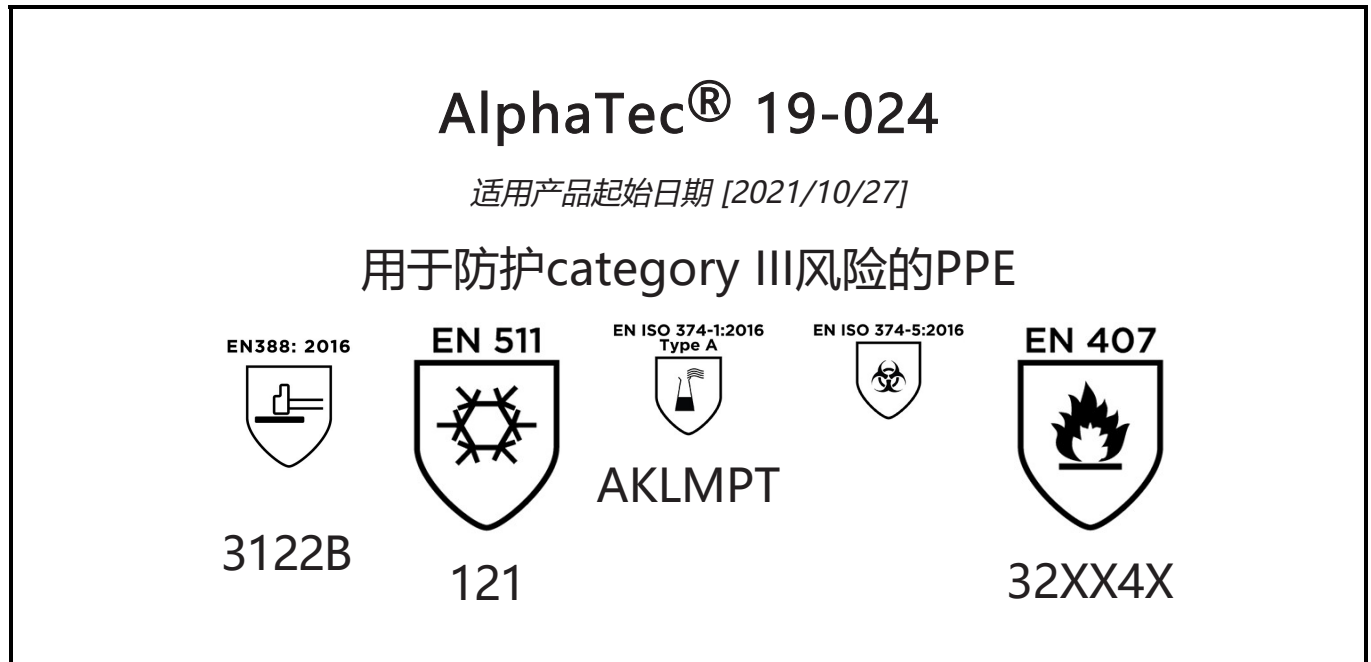 AlphaTec® 19-024
适用产品起始日期 [2021/10/27]
用于防护category III风险的PPE
EN388: 2016
3122B
EN 511
121
EN ISO 374-1:2016
Type A
AKLMPT
EN ISO 374-5:2016
EN 407
32XX4X